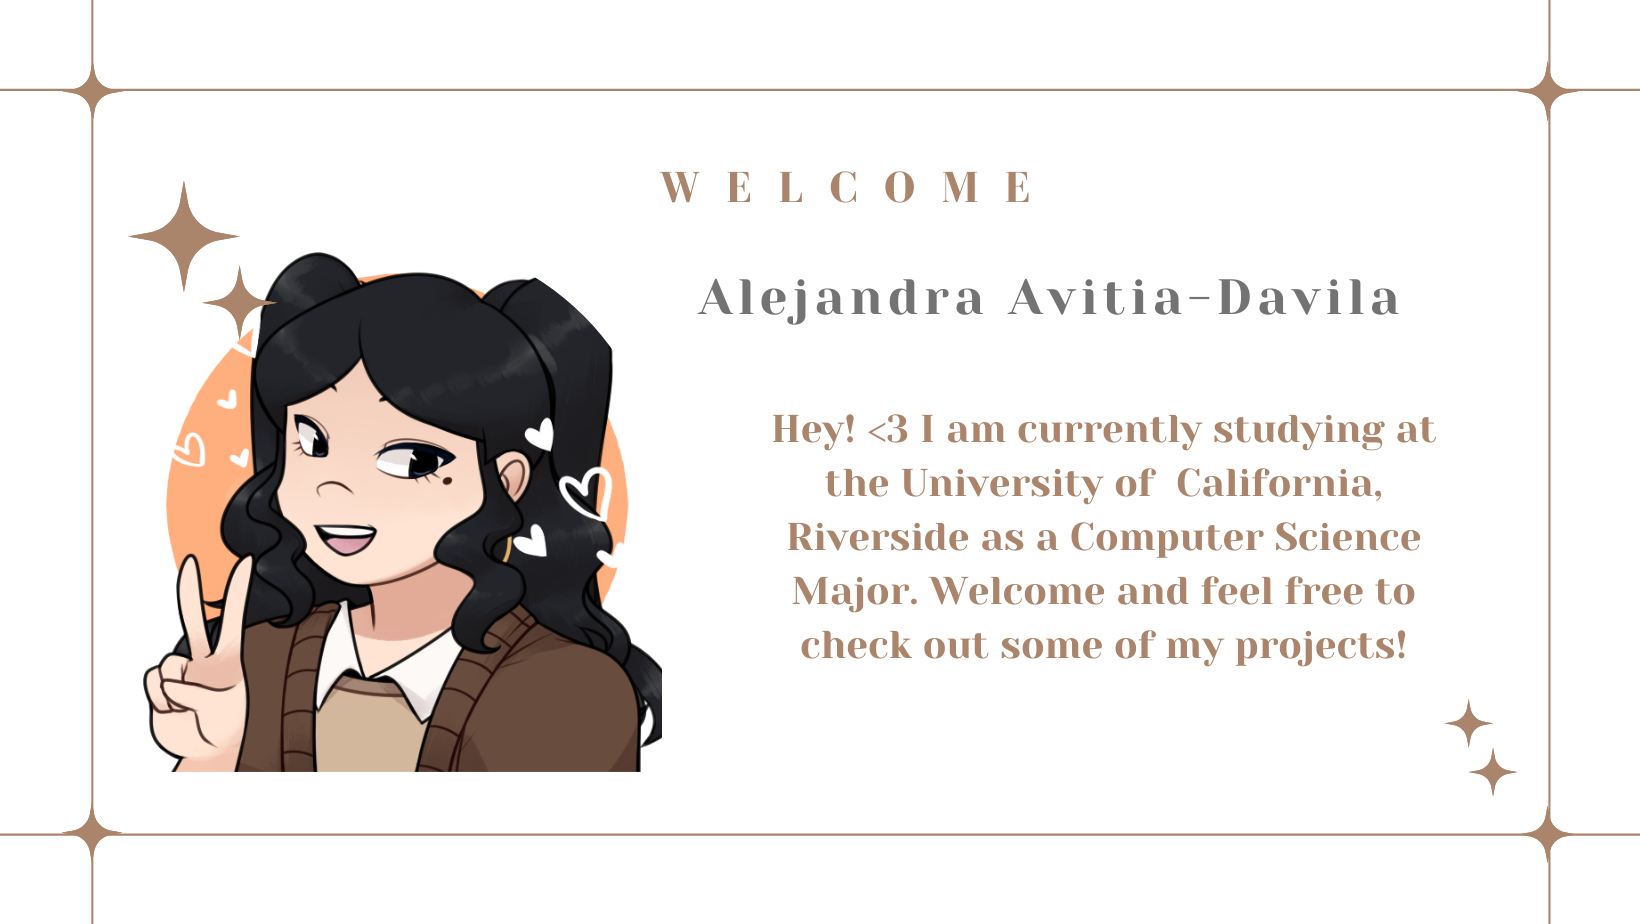 WELCOME
Alejandra Avitia-Davila
Hey! <3 I am currently studying at
the University of California,
Riverside as a Computer Science
Major. Welcome and feel free to
check out some of my projects!